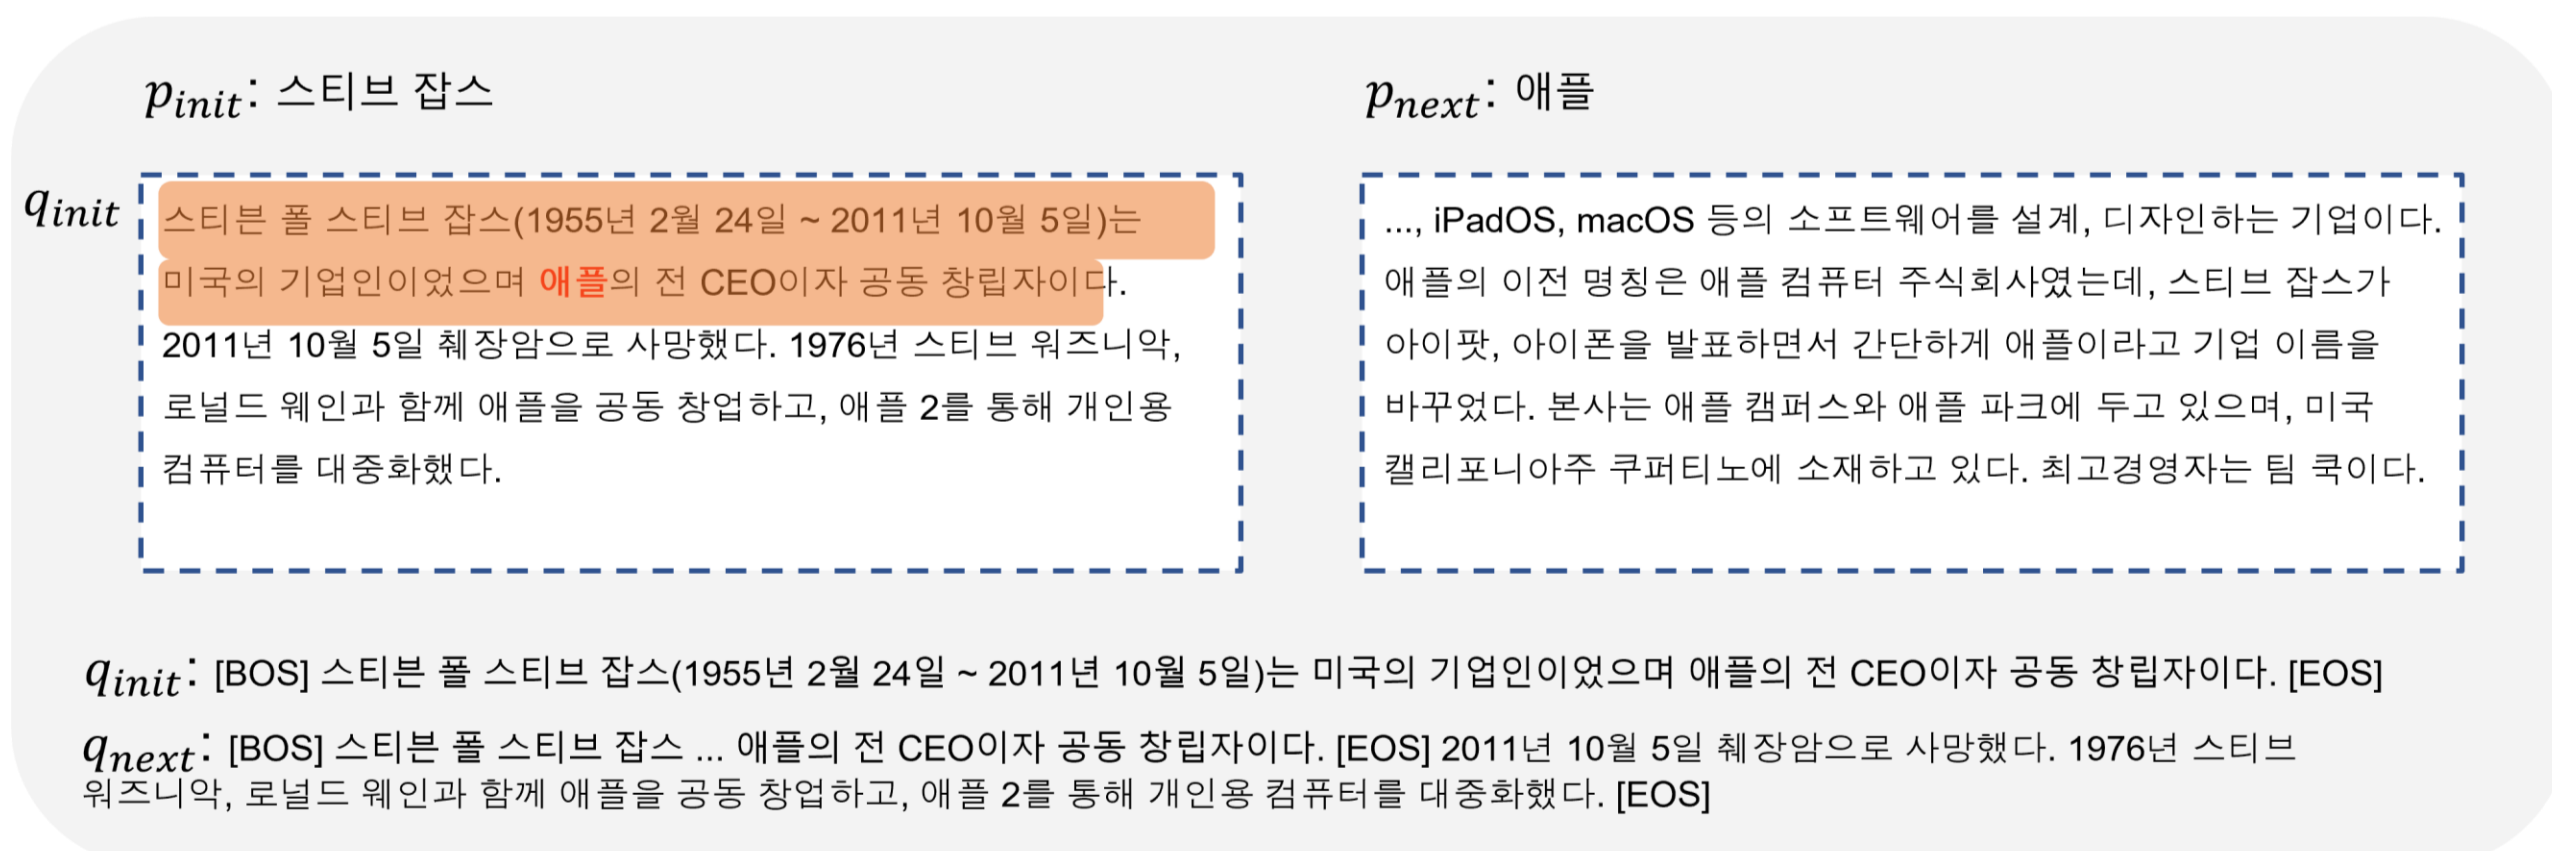 p_init: 스티브 잡스
p_next: 애플
q_init
스티븐 폴 스티브 잡스(1955년 2월 24일 ~ 2011년 10월 5일)는
미국의 기업인이었으며 애플의 전 CEO이자 공동 창립자이다.
2011년 10월 5일 췌장암으로 사망했다. 1976년 스티브 워즈니악,
로널드 웨인과 함께 애플을 공동 창업하고, 애플 2를 통해 개인용
컴퓨터를 대중화했다.
..., iPadOS, macOS 등의 소프트웨어를 설계, 디자인하는 기업이다.
애플의 이전 명칭은 애플 컴퓨터 주식회사였는데, 스티브 잡스가
아이팟, 아이폰을 발표하면서 간단하게 애플이라고 기업 이름을
바꾸었다. 본사는 애플 캠퍼스와 애플 파크에 두고 있으며, 미국
캘리포니아주 쿠퍼티노에 소재하고 있다. 최고경영자는 팀 쿡이다.
q_init: [BOS] 스티븐 폴 스티브 잡스(1955년 2월 24일 ~ 2011년 10월 5일)는 미국의 기업인이었으며 애플의 전 CEO이자 공동 창립자이다. [EOS]
q_next: [BOS] 스티븐 폴 스티브 잡스 ... 애플의 전 CEO이자 공동 창립자이다. [EOS] 2011년 10월 5일 췌장암으로 사망했다. 1976년 스티브
워즈니악, 로널드 웨인과 함께 애플을 공동 창업하고, 애플 2를 통해 개인용 컴퓨터를 대중화했다. [EOS]